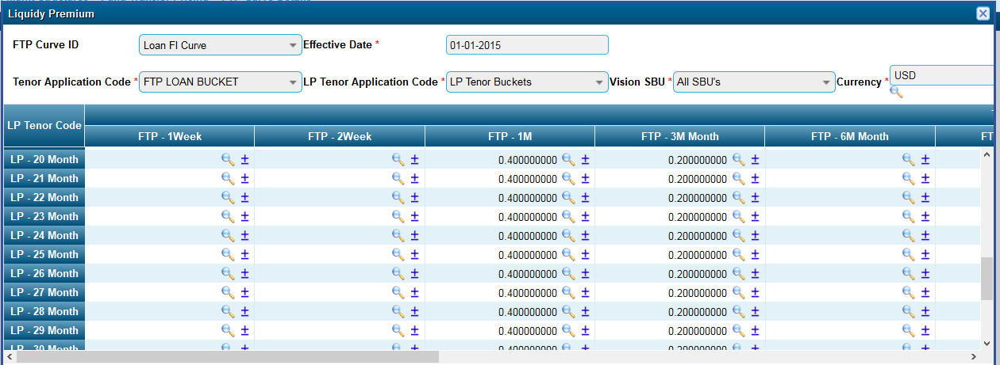 Liquidy Premium
FTP Curve ID Loan FI Curve Effective Date * 01-01-2015
Tenor Application Code * FTP LOAN BUCKET LP Tenor Application Code * LP Tenor Buckets Vision SBU * All SBU's Currency * USD
LP Tenor Code
FTP - 1Week FTP - 2Week FTP - 1M FTP - 3M Month FTP - 6M Month FT
LP - 20 Month ± ± 0.400000000 ± 0.200000000 ± ±
LP - 21 Month ± ± 0.400000000 ± 0.200000000 ± ±
LP - 22 Month ± ± 0.400000000 ± 0.200000000 ± ±
LP - 23 Month ± ± 0.400000000 ± 0.200000000 ± ±
LP - 24 Month ± ± 0.400000000 ± 0.200000000 ± ±
LP - 25 Month ± ± 0.400000000 ± 0.200000000 ± ±
LP - 26 Month ± ± 0.400000000 ± 0.200000000 ± ±
LP - 27 Month ± ± 0.400000000 ± 0.200000000 ± ±
LP - 28 Month ± ± 0.400000000 ± 0.200000000 ± ±
LP - 29 Month ± ± 0.400000000 ± 0.200000000 ± ±
LP - 30 Month ± ± 0.400000000 ± 0.200000000 ± ±